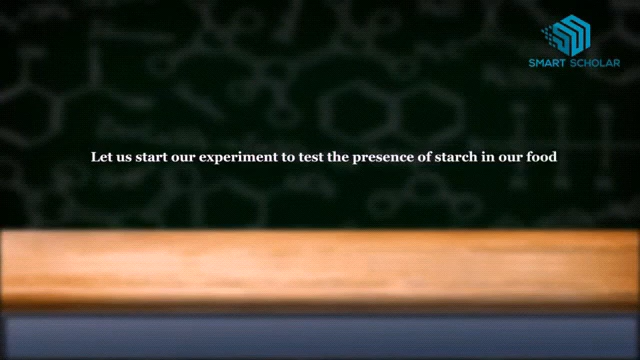 SMART SCHOLAR
Let us start our experiment to test the presence of starch in our food